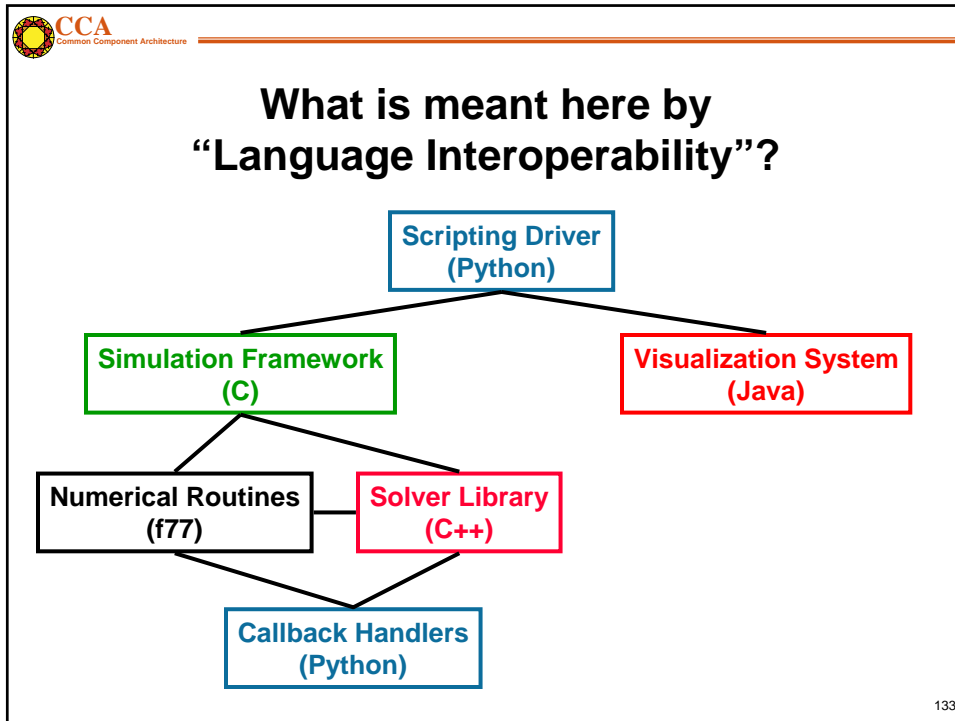 CCA
Common Component Architecture
What is meant here by
“Language Interoperability”?
Scripting Driver
(Python)
Simulation Framework
(C)
Visualization System
(Java)
Numerical Routines
(f77)
Solver Library
(C++)
Callback Handlers
(Python)
133